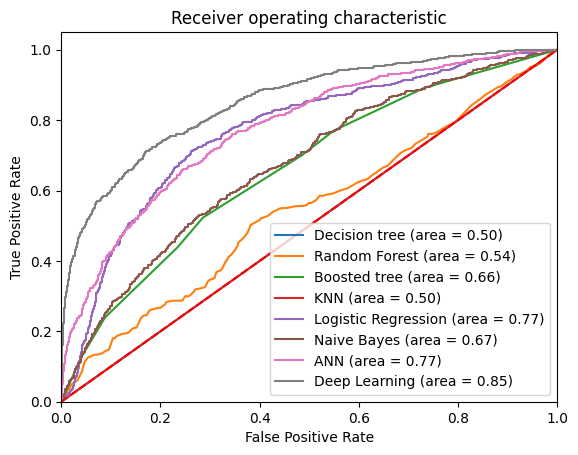 Receiver operating characteristic
True Positive Rate
1.0
0.8
0.6
0.4
0.2
0.0
Decision tree (area = 0.50)
Random Forest (area = 0.54)
Boosted tree (area = 0.66)
KNN (area = 0.50)
Logistic Regression (area = 0.77)
Naive Bayes (area = 0.67)
ANN (area = 0.77)
Deep Learning (area = 0.85)
0.0 0.2 0.4 0.6 0.8 1.0
False Positive Rate